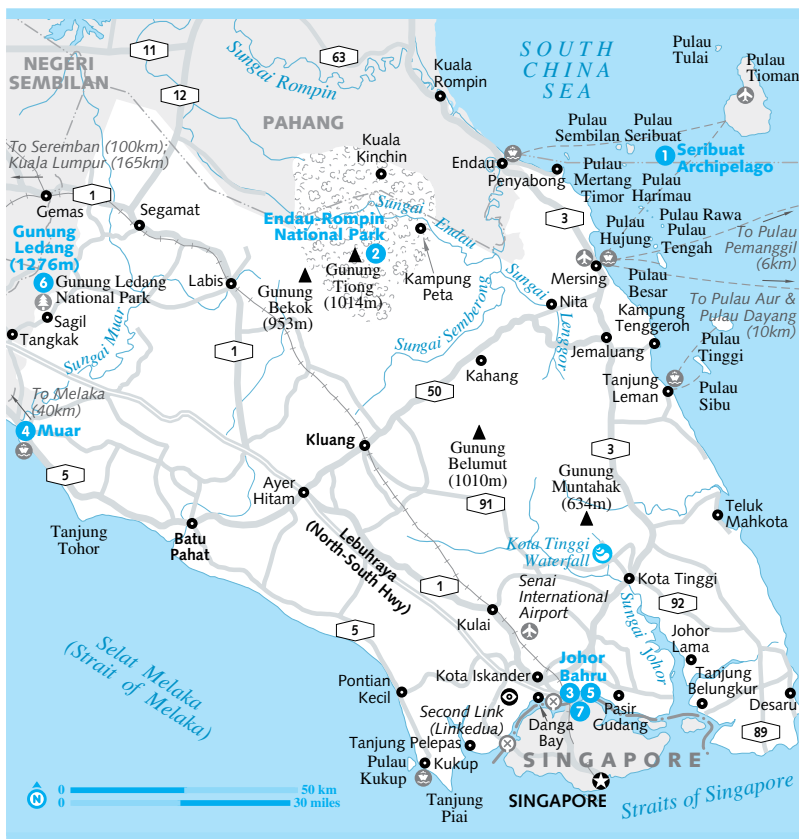 11
63
NEGERI
SEMBILAN
12
Sungai Rompin
Kuala
Rompin
SOUTH
CHINA
SEA
Pulau
Tulai
Pulau
Tioman
PAHANG
To Seremban (100km);
Kuala Lumpur (165km)
Kuala
Kinchin
Pulau
Sembilan
Pulau
Seribuat
1 Seribuat
Archipelago
Endau
Penyabong
Pulau
Mertang
Timor
Pulau
Harimau
Gemas
1
Segamat
Sungai
Endau
3
Pulau
Hujung
Pulau Rawa
Pulau
Tengah
To Pulau
Pemanggil
(6km)
Gunung
Ledang
(1276m)
Endau-Rompin
National Park
2
6
Gunung Ledang
National Park
Labis
Gunung
Bekok
(953m)
Gunung
Tiong
(1014m)
Kampung
Peta
Mersing
Pulau
Besar
Sungai
Lenggor
Nita
Kampung
Tenggeroh
To Pulau Aur &
Pulau Dayang
(10km)
Sagil
Tangkak
Sungai Muar
Sungai Semberong
1
Jemaluang
Pulau
Tinggi
Kahang
50
Tanjung
Leman
Pulau
Sibu
To Melaka
(40km)
4 Muar
Kluang
Gunung
Belumut
(1010m)
3
5
Ayer
Hitam
91
Gunung
Muntahak
(634m)
Teluk
Mahkota
Tanjung
Tohor
Batu
Pahat
Lebuhraya
(North-South Hwy)
Kota Tinggi
Waterfall
Senai
International
Airport
Kota Tinggi
1
92
Kulai
Sungai Johor
5
Johor
Lama
Selat Melaka
(Strait of Melaka)
Johor
Bahru
Kota Iskander
Pontian
Kecil
3 5
7
Tanjung
Belungkur
Desaru
Second Link
(Linkedua)
Danga
Bay
Pasir
Gudang
89
Tanjung Pelepas
SINGAPORE
Pulau
Kukup
Kukup
0 50 km
0 30 miles
N
Tanjung
Piai
SINGAPORE
Straits of Singapore